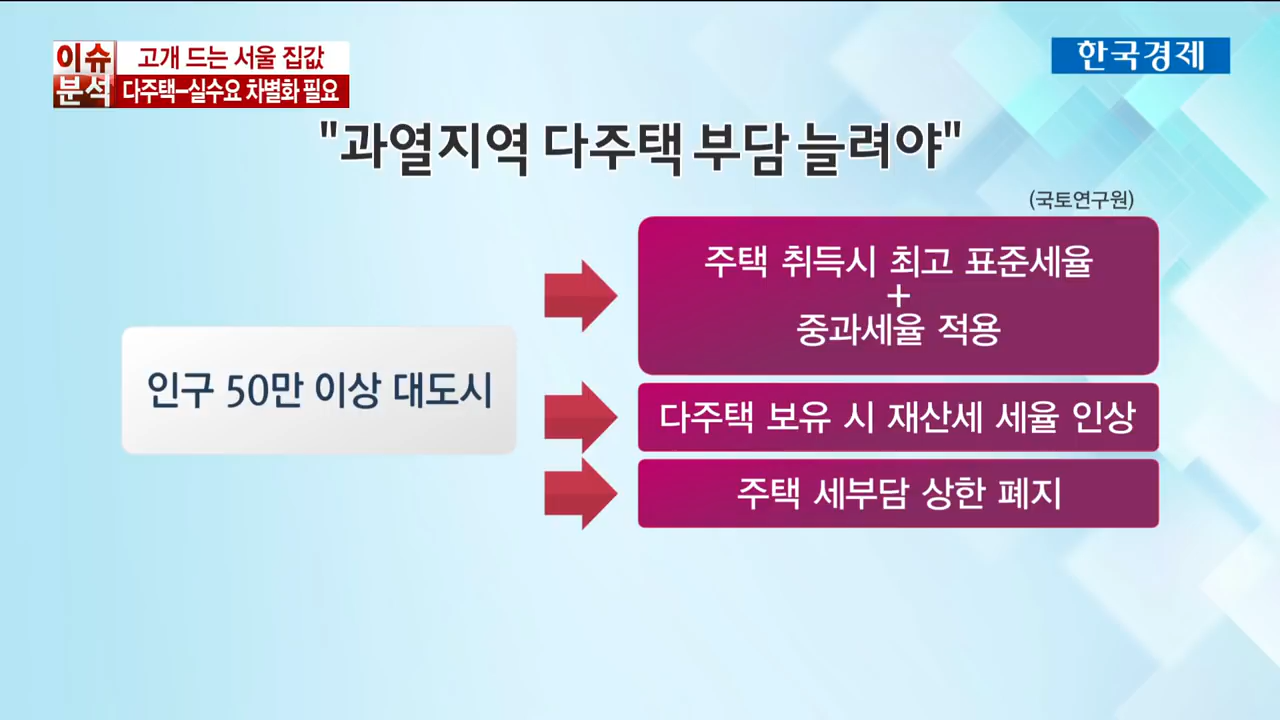 이슈
분석
고개 드는 서울 집값
다주택-실수요 차별화 필요
한국경제
"과열지역 다주택 부담 늘려야"
(국토연구원)
인구 50만 이상 대도시
주택 취득시 최고 표준세율
+
중과세율 적용
다주택 보유 시 재산세 세율 인상
주택 세부담 상한 폐지